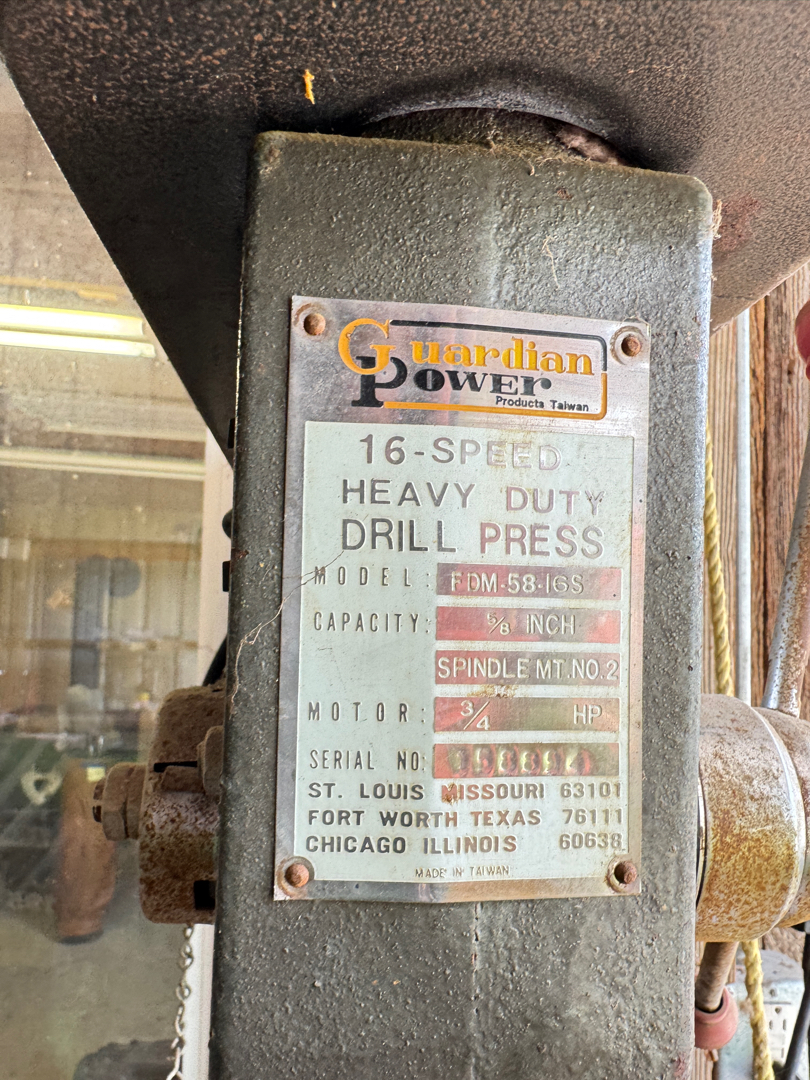 Guardian
POWER
Products Taiwan
16-SPEED
HEAVY DUTY
DRILL PRESS
MODEL: FDM-58-16S
CAPACITY: 5/8 INCH
SPINDLE MT. NO. 2
MOTOR: 3/4 HP
SERIAL NO:
ST. LOUIS MISSOURI 63101
FORT WORTH TEXAS 76111
CHICAGO ILLINOIS 60638
MADE IN TAIWAN